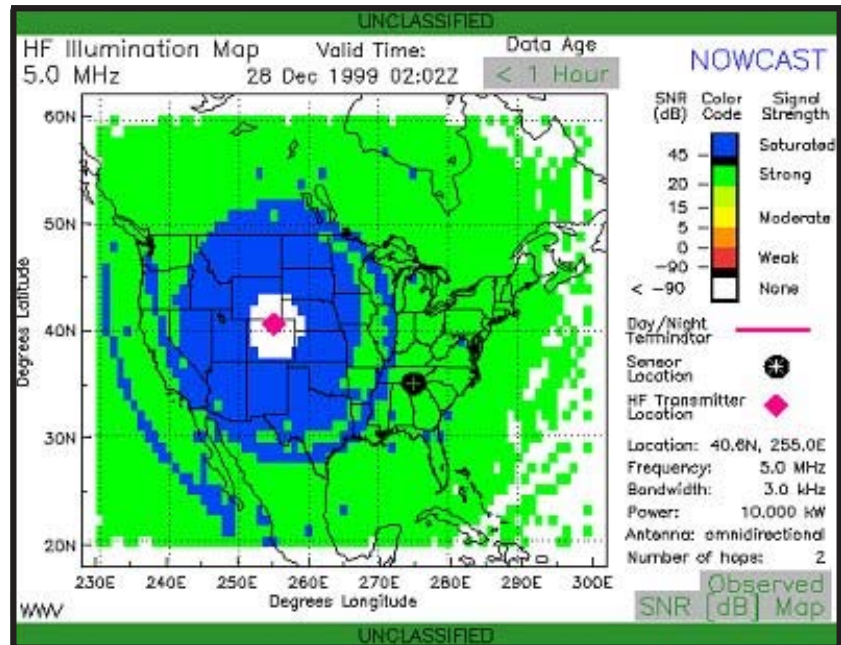 UNCLASSIFIED
HF Illumination Map
5.0 MHz
Valid Time:
28 Dec 1999 02:02Z
Data Age
< 1 Hour
NOWCAST
SNR (dB)
Color Code
Signal Strength
45
20
15
5
0
-90
< -90
Saturated
Strong
Moderate
Weak
None
Day/Night
Terminator
Sensor
Location
HF Transmitter
Location
Location: 40.6N, 255.0E
Frequency: 5.0 MHz
Bandwidth: 3.0 kHz
Power: 10.000 kW
Antenna: omnidirectional
Number of hops: 2
Observed
SNR [dB] Map
60N
50N
40N
30N
20N
Degrees Latitude
230E 240E 250E 260E 270E 280E 290E 300E
Degrees Longitude
WWV
UNCLASSIFIED